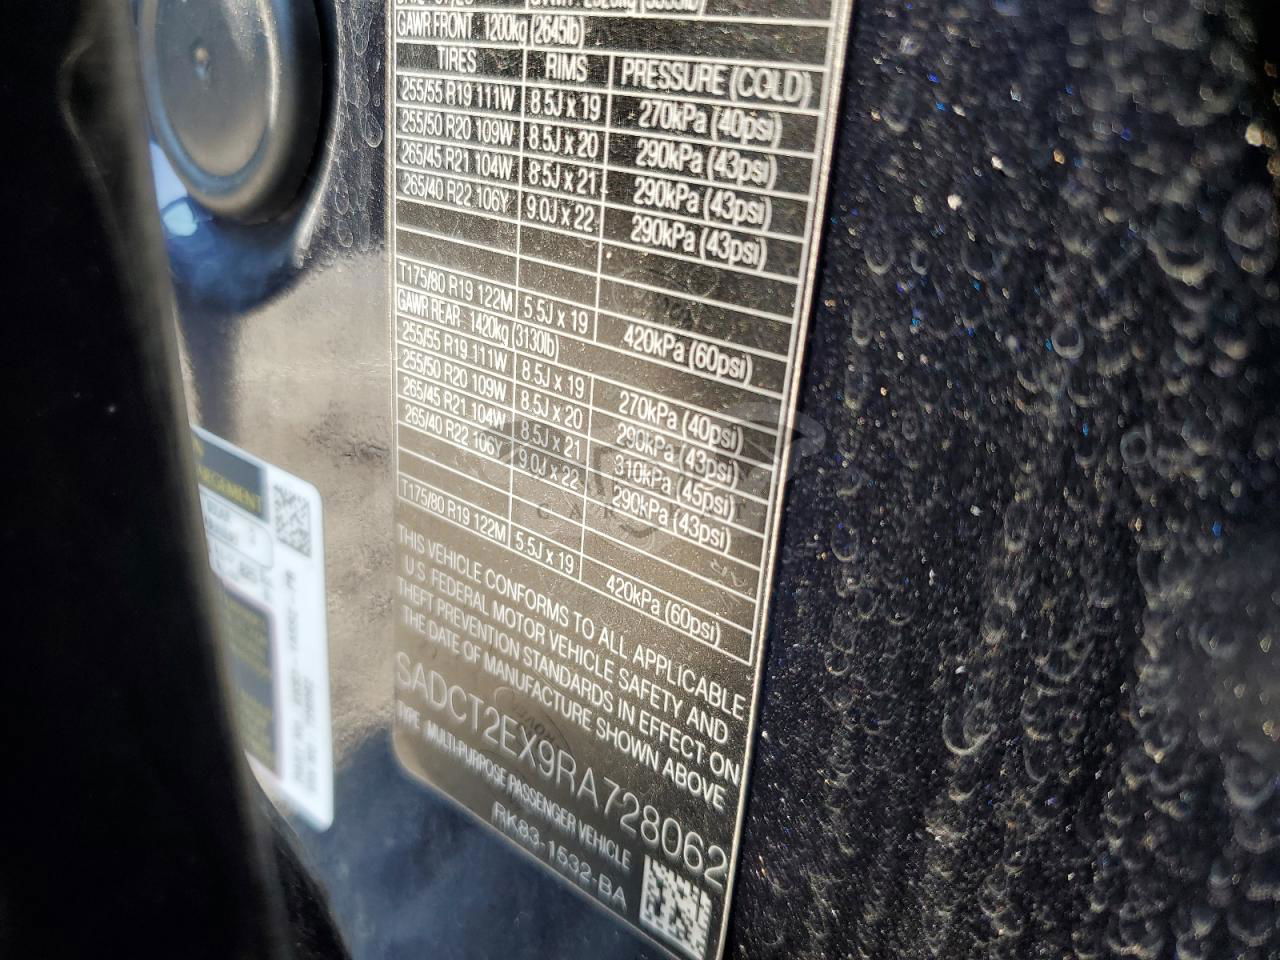 GAWR FRONT 1200kg (2645lb)
TIRES RIMS PRESSURE (COLD)
255/55 R19 111W 8.5J x 19 270kPa (40psi)
255/50 R20 109W 8.5J x 20 290kPa (43psi)
265/45 R21 104W 8.5J x 21 290kPa (43psi)
265/40 R22 106Y 9.0J x 22 290kPa (43psi)
T175/80 R19 122M 5.5J x 19 420kPa (60psi)
GAWR REAR 1420kg (3130lb)
255/55 R19 111W 8.5J x 19 270kPa (40psi)
255/50 R20 109W 8.5J x 20 290kPa (43psi)
265/45 R21 104W 8.5J x 21 310kPa (45psi)
265/40 R22 106Y 9.0J x 22 290kPa (43psi)
T175/80 R19 122M 5.5J x 19 420kPa (60psi)
THIS VEHICLE CONFORMS TO ALL APPLICABLE
U.S. FEDERAL MOTOR VEHICLE SAFETY AND
THEFT PREVENTION STANDARDS IN EFFECT ON
THE DATE OF MANUFACTURE SHOWN ABOVE
SADCT2EX9RA728062
TYPE : MULTI-PURPOSE PASSENGER VEHICLE
RK83-1532-BA